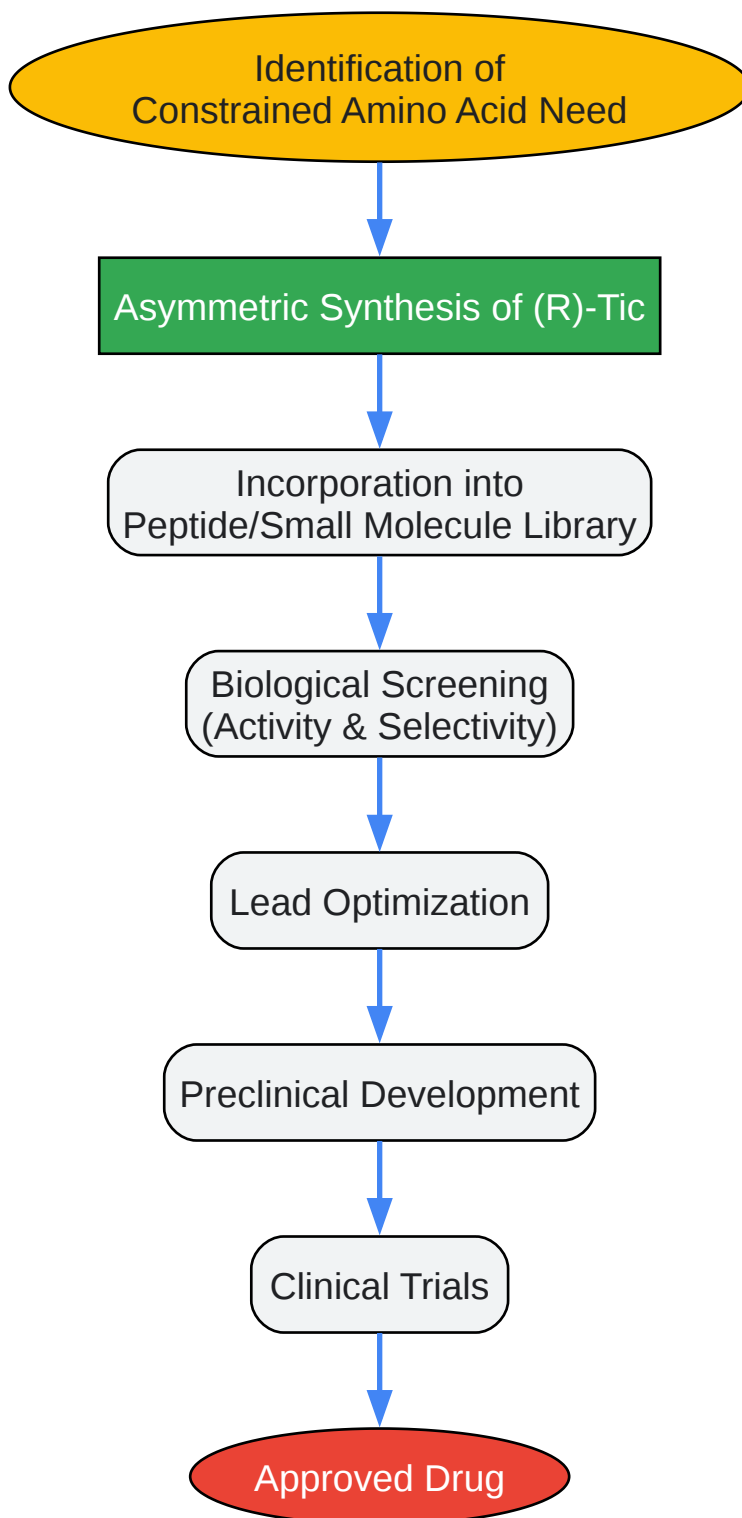 Identification of
Constrained Amino Acid Need
Asymmetric Synthesis of (R)-Tic
Incorporation into
Peptide/Small Molecule Library
Biological Screening
(Activity & Selectivity)
Lead Optimization
Preclinical Development
Clinical Trials
Approved Drug